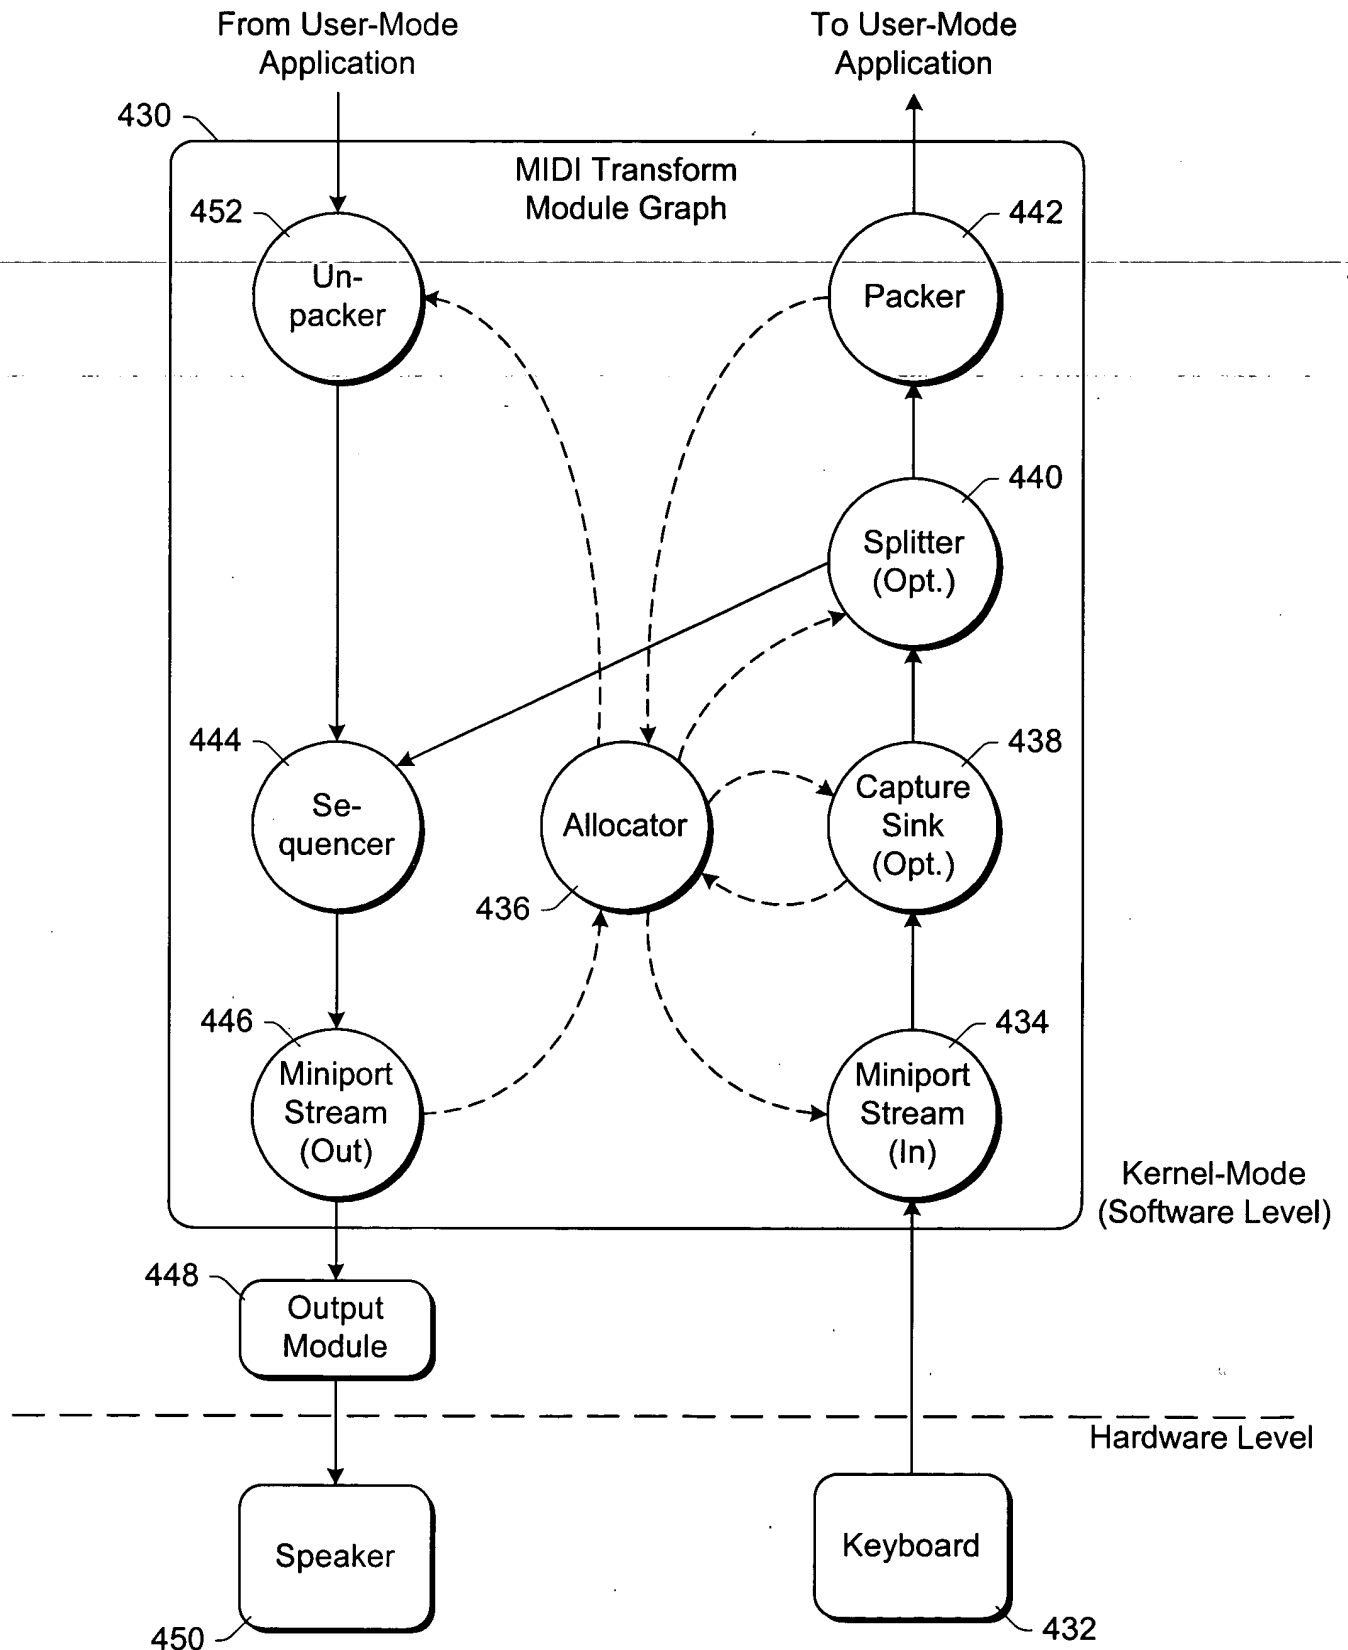 From User-Mode
Application
To User-Mode
Application
430
MIDI Transform
Module Graph
452
Un-
packer
442
Packer
440
Splitter
(Opt.)
444
Se-
quencer
Allocator
436
438
Capture
Sink
(Opt.)
446
Miniport
Stream
(Out)
434
Miniport
Stream
(In)
Kernel-Mode
(Software Level)
448
Output
Module
Hardware Level
Speaker
450
Keyboard
432